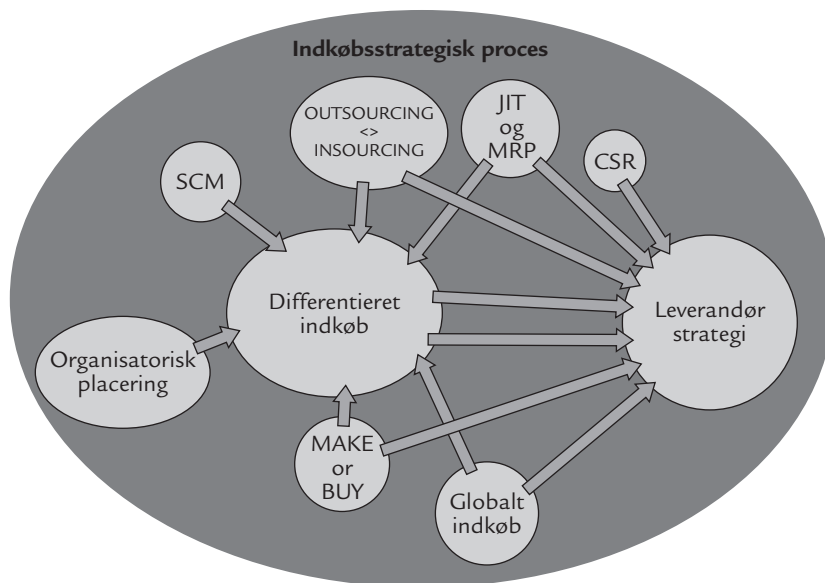 Indkøbsstrategisk proces
OUTSOURCING
<>
INSOURCING
JIT
og
MRP
CSR
SCM
Differentieret
indkøb
Leverandør
strategi
Organisatorisk
placering
MAKE
or
BUY
Globalt
indkøb